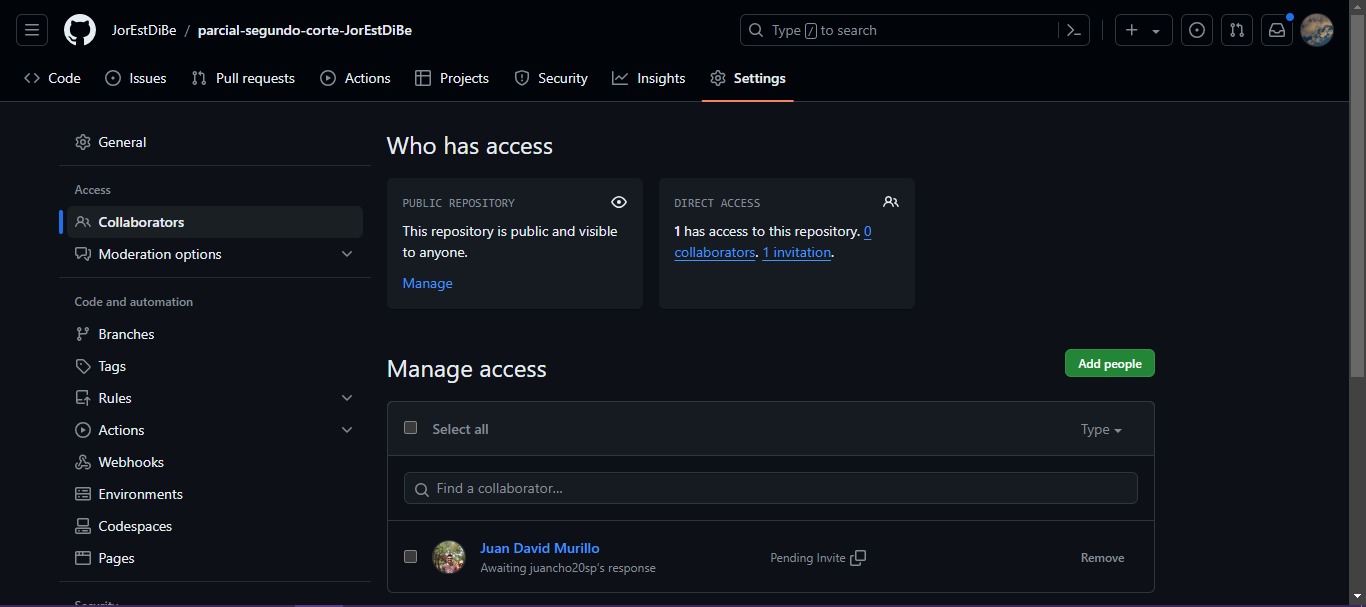 JorEstDiBe / parcial-segundo-corte-JorEstDiBe
Type / to search
Code
Issues
Pull requests
Actions
Projects
Security
Insights
Settings
General
Access
Collaborators
Moderation options
Code and automation
Branches
Tags
Rules
Actions
Webhooks
Environments
Codespaces
Pages
Security
Who has access
PUBLIC REPOSITORY
This repository is public and visible
to anyone.
Manage
DIRECT ACCESS
1 has access to this repository. 0
collaborators. 1 invitation.
Manage access
Add people
Select all
Type
Find a collaborator...
Juan David Murillo
Awaiting juancho20sp's response
Pending Invite
Remove